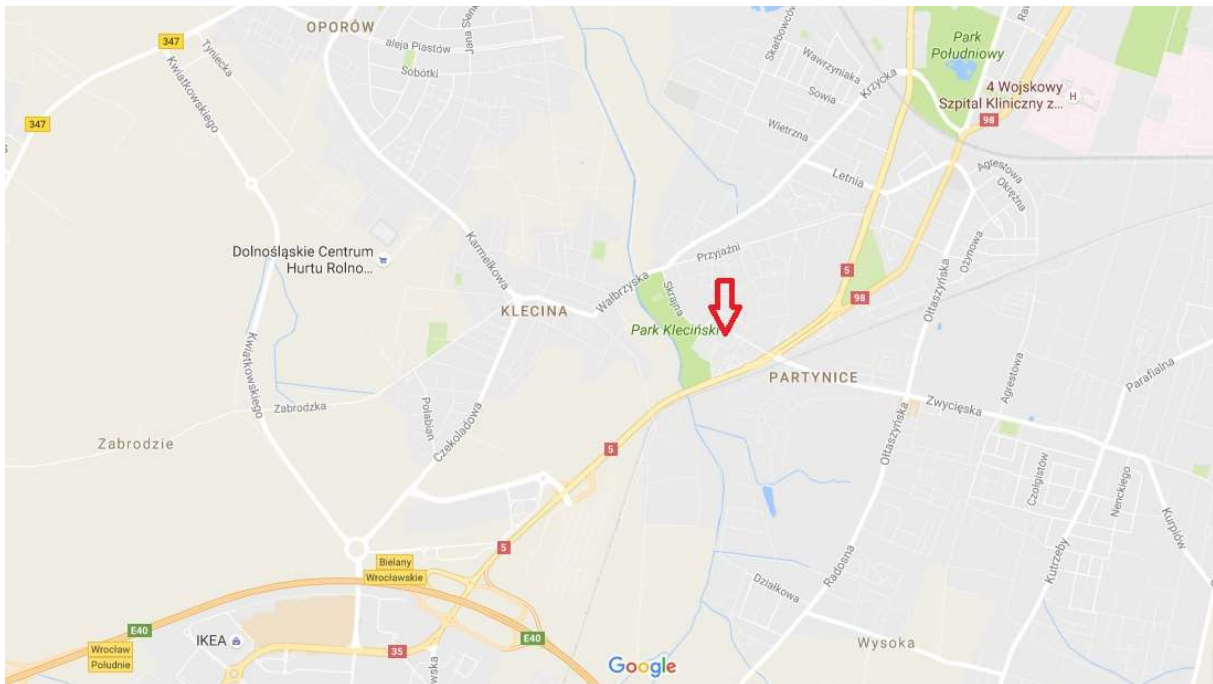 OPORÓW
347
Tyniecka
Kwiatkowskiego
aleja Piastów
Jana S
Sobótki
347
Skarbowców
Wawrzyniaka
Sowia
Krzycka
Wietrzna
Park
Południowy
4 Wojskowy
Szpital Kliniczny z...
H
98
Letnia
Agrestowa
Okrężna
Dolnośląskie Centrum
Hurtu Rolno...
Karmelkowa
Przyjaźni
Ożynowa
Ołtaszyńska
5
98
Wałbrzyska
Skrajna
KLECINA
Park Kleciński
PARTYNICE
Kwiatkowskiego
Zabrodzka
Połabian
Czekoladowa
Zwycięska
Agrestowa
Parafialna
Ołtaszyńska
Zabrodzie
5
Czołgistów
Nenckiego
Kurpiów
5
Bielany
Wrocławskie
Radosna
Kutrzeby
Działkowa
E40
IKEA
Wrocław
Południe
35
E40
wska
Wysoka
Google